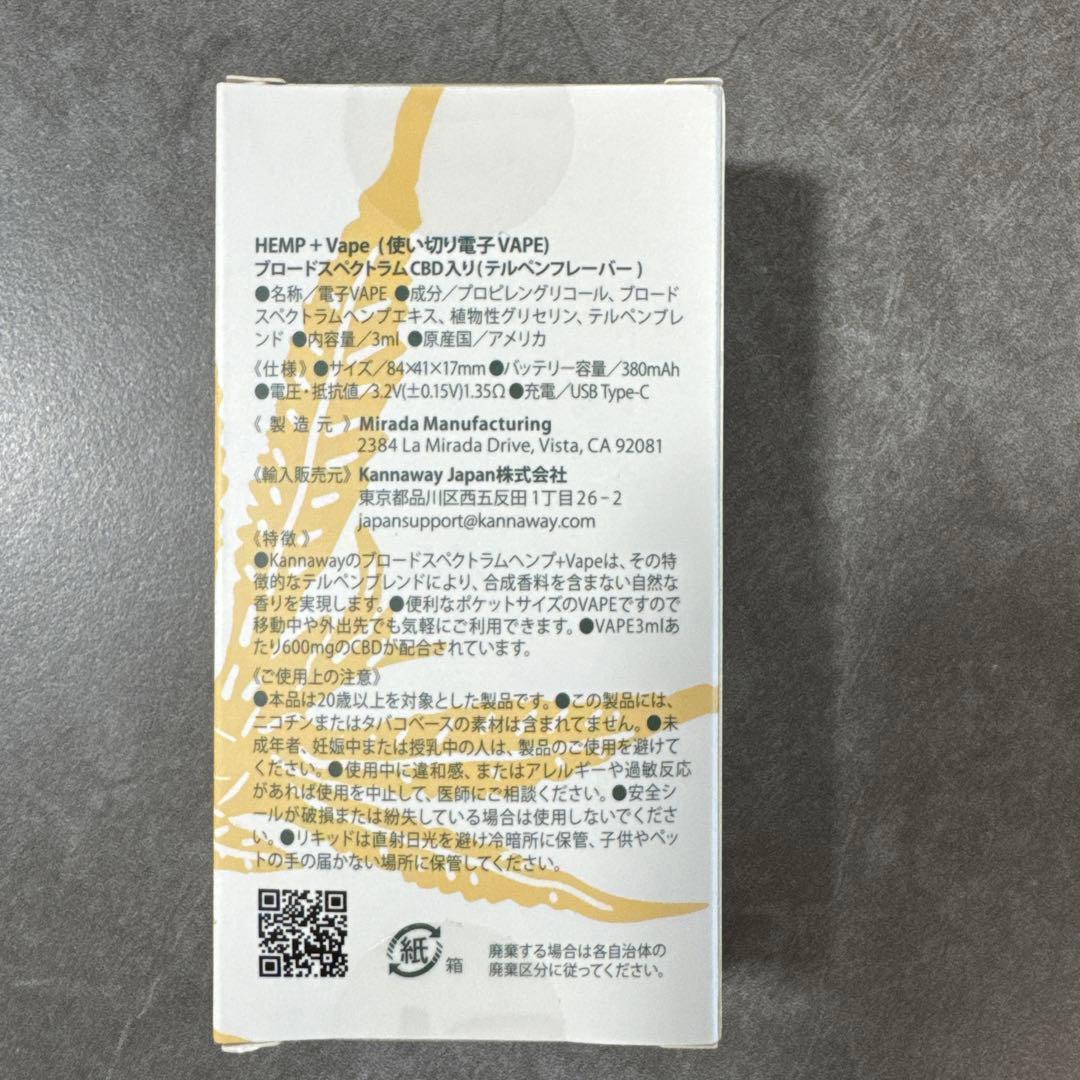 HEMP + Vape (使い切り電子VAPE)
ブロードスペクトラムCBD入り(テルペンフレーバー)
●名称／電子VAPE ●成分／プロピレングリコール、ブロード
スペクトラムヘンプエキス、植物性グリセリン、テルペンブレ
ンド ●内容量／3ml ●原産国／アメリカ
《仕様》●サイズ／84×41×17mm ●バッテリー容量／380mAh
●電圧・抵抗値／3.2V(±0.15V)1.35Ω ●充電／USB Type-C
《製造元》Mirada Manufacturing
2384 La Mirada Drive, Vista, CA 92081
《輸入販売元》Kannaway Japan株式会社
東京都品川区西五反田1丁目26-2
japansupport@kannaway.com
《特徴》
●Kannawayのブロードスペクトラムヘンプ+Vapeは、その特
徴的なテルペンブレンドにより、合成香料を含まない自然な
香りを実現します。●便利なポケットサイズのVAPEですので
移動中や外出先でも気軽にご利用できます。●VAPE3mlあ
たり600mgのCBDが配合されています。
《ご使用上の注意》
●本品は20歳以上を対象とした製品です。●この製品には、
ニコチンまたはタバコベースの素材は含まれてません。●未
成年者、妊娠中または授乳中の人は、製品のご使用を避けて
ください。●使用中に違和感、またはアレルギーや過敏反応
があれば使用を中止して、医師にご相談ください。●安全シ
ールが破損または紛失している場合は使用しないでくださ
い。●リキッドは直射日光を避け冷暗所に保管、子供やペッ
トの手の届かない場所に保管してください。
紙 箱
廃棄する場合は各自治体の
廃棄区分に従ってください。